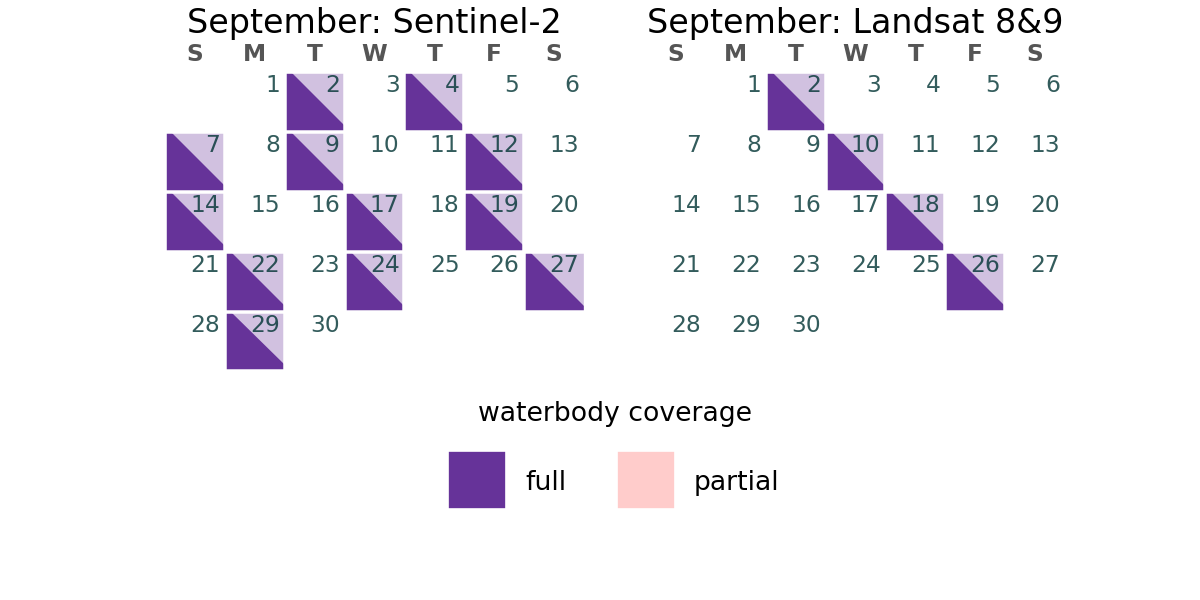 September: Sentinel-2
S M T W T F S
1 2 3 4 5 6
7 8 9 10 11 12 13
14 15 16 17 18 19 20
21 22 23 24 25 26 27
28 29 30
September: Landsat 8&9
S M T W T F S
1 2 3 4 5 6
7 8 9 10 11 12 13
14 15 16 17 18 19 20
21 22 23 24 25 26 27
28 29 30
waterbody coverage
full partial